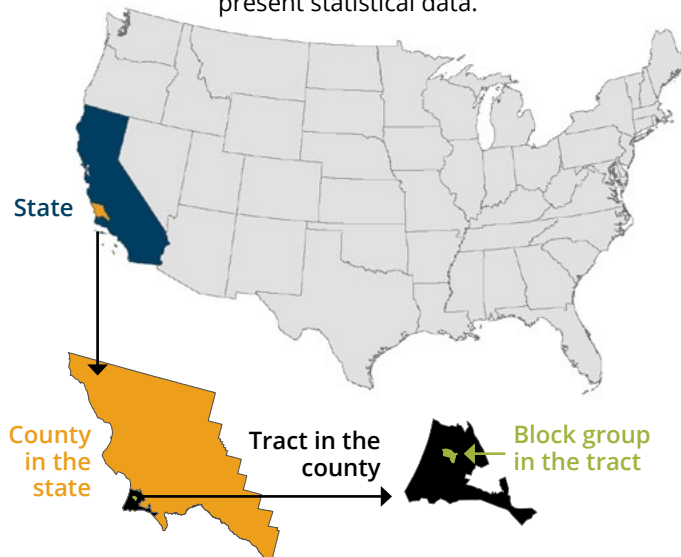 present statistical data.
State
County
in the
state
Tract in the
county
Block group
in the tract